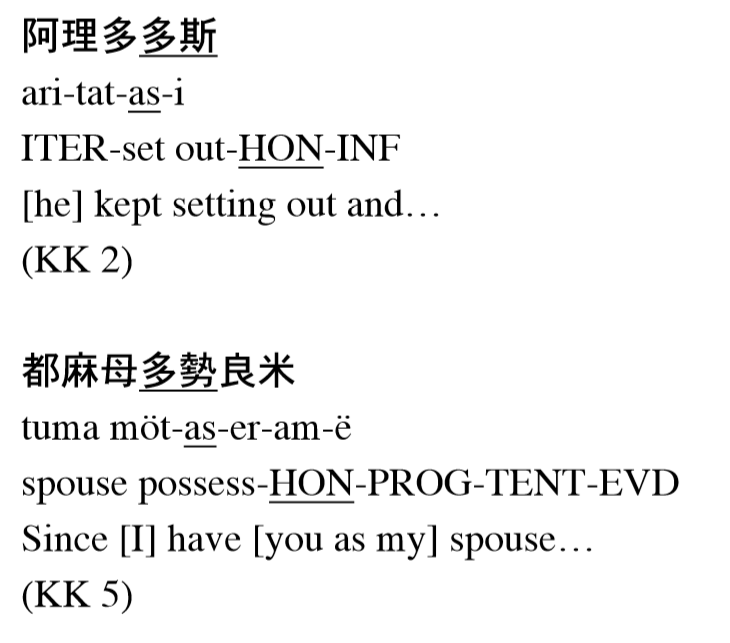 阿理多多斯
ari-tat-as-i
ITER-set out-HON-INF
[he] kept setting out and…
(KK 2)
都麻母多勢良米
tuma möt-as-er-am-ë
spouse possess-HON-PROG-TENT-EVD
Since [I] have [you as my] spouse…
(KK 5)